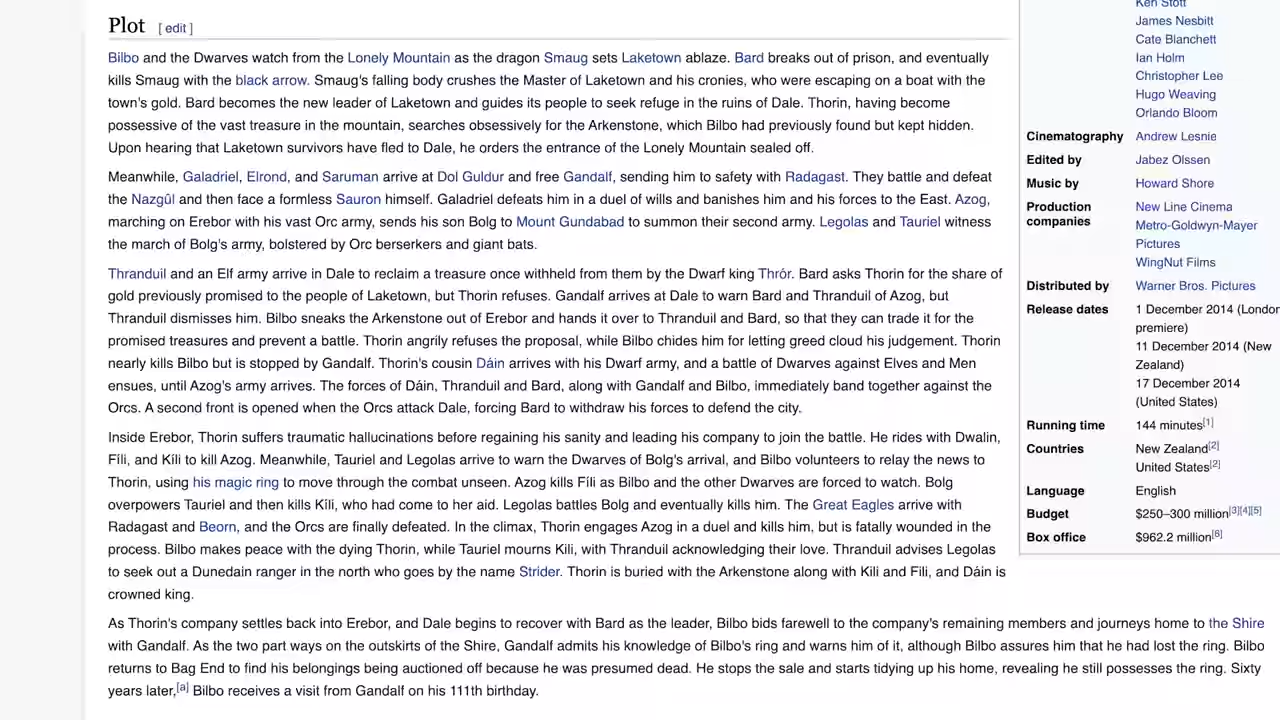 Plot [ edit ]
Bilbo and the Dwarves watch from the Lonely Mountain as the dragon Smaug sets Laketown ablaze. Bard breaks out of prison, and eventually
kills Smaug with the black arrow. Smaug's falling body crushes the Master of Laketown and his cronies, who were escaping on a boat with the
town's gold. Bard becomes the new leader of Laketown and guides its people to seek refuge in the ruins of Dale. Thorin, having become
possessive of the vast treasure in the mountain, searches obsessively for the Arkenstone, which Bilbo had previously found but kept hidden.
Upon hearing that Laketown survivors have fled to Dale, he orders the entrance of the Lonely Mountain sealed off.
Meanwhile, Galadriel, Elrond, and Saruman arrive at Dol Guldur and free Gandalf, sending him to safety with Radagast. They battle and defeat
the Nazgûl and then face a formless Sauron himself. Galadriel defeats him in a duel of wills and banishes him and his forces to the East. Azog,
marching on Erebor with his vast Orc army, sends his son Bolg to Mount Gundabad to summon their second army. Legolas and Tauriel witness
the march of Bolg's army, bolstered by Orc berserkers and giant bats.
Thranduil and an Elf army arrive in Dale to reclaim a treasure once withheld from them by the Dwarf king Thrór. Bard asks Thorin for the share of
gold previously promised to the people of Laketown, but Thorin refuses. Gandalf arrives at Dale to warn Bard and Thranduil of Azog, but
Thranduil dismisses him. Bilbo sneaks the Arkenstone out of Erebor and hands it over to Thranduil and Bard, so that they can trade it for the
promised treasures and prevent a battle. Thorin angrily refuses the proposal, while Bilbo chides him for letting greed cloud his judgement. Thorin
nearly kills Bilbo but is stopped by Gandalf. Thorin's cousin Dáin arrives with his Dwarf army, and a battle of Dwarves against Elves and Men
ensues, until Azog's army arrives. The forces of Dáin, Thranduil and Bard, along with Gandalf and Bilbo, immediately band together against the
Orcs. A second front is opened when the Orcs attack Dale, forcing Bard to withdraw his forces to defend the city.
Inside Erebor, Thorin suffers traumatic hallucinations before regaining his sanity and leading his company to join the battle. He rides with Dwalin,
Fíli, and Kíli to kill Azog. Meanwhile, Tauriel and Legolas arrive to warn the Dwarves of Bolg's arrival, and Bilbo volunteers to relay the news to
Thorin, using his magic ring to move through the combat unseen. Azog kills Fíli as Bilbo and the other Dwarves are forced to watch. Bolg
overpowers Tauriel and then kills Kíli, who had come to her aid. Legolas battles Bolg and eventually kills him. The Great Eagles arrive with
Radagast and Beorn, and the Orcs are finally defeated. In the climax, Thorin engages Azog in a duel and kills him, but is fatally wounded in the
process. Bilbo makes peace with the dying Thorin, while Tauriel mourns Kili, with Thranduil acknowledging their love. Thranduil advises Legolas
to seek out a Dunedain ranger in the north who goes by the name Strider. Thorin is buried with the Arkenstone along with Kili and Fili, and Dáin is
crowned king.
As Thorin's company settles back into Erebor, and Dale begins to recover with Bard as the leader, Bilbo bids farewell to the company's remaining members and journeys home to the Shire
with Gandalf. As the two part ways on the outskirts of the Shire, Gandalf admits his knowledge of Bilbo's ring and warns him of it, although Bilbo assures him that he had lost the ring. Bilbo
returns to Bag End to find his belongings being auctioned off because he was presumed dead. He stops the sale and starts tidying up his home, revealing he still possesses the ring. Sixty
years later,[a] Bilbo receives a visit from Gandalf on his 111th birthday.
Ken Stott
James Nesbitt
Cate Blanchett
Ian Holm
Christopher Lee
Hugo Weaving
Orlando Bloom
Cinematography Andrew Lesnie
Edited by Jabez Olssen
Music by Howard Shore
Production New Line Cinema
companies Metro-Goldwyn-Mayer
Pictures
WingNut Films
Distributed by Warner Bros. Pictures
Release dates 1 December 2014 (London
premiere)
11 December 2014 (New
Zealand)
17 December 2014
(United States)
Running time 144 minutes[1]
Countries New Zealand[2]
United States[2]
Language English
Budget $250–300 million[3][4][5]
Box office $962.2 million[6]